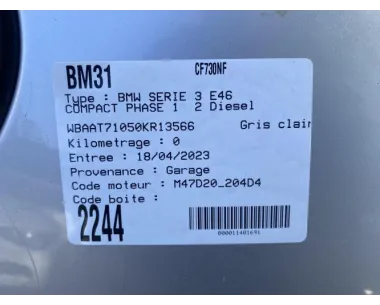 BM31 CF730NF
Type : BMW SERIE 3 E46
COMPACT PHASE 1 2 Diesel
WBAAT71050KR13566 Gris clair
Kilometrage : 0
Entree : 18/04/2023
Provenance : Garage
Code moteur : M47D20_204D4
Code boite :
2244
000011401691